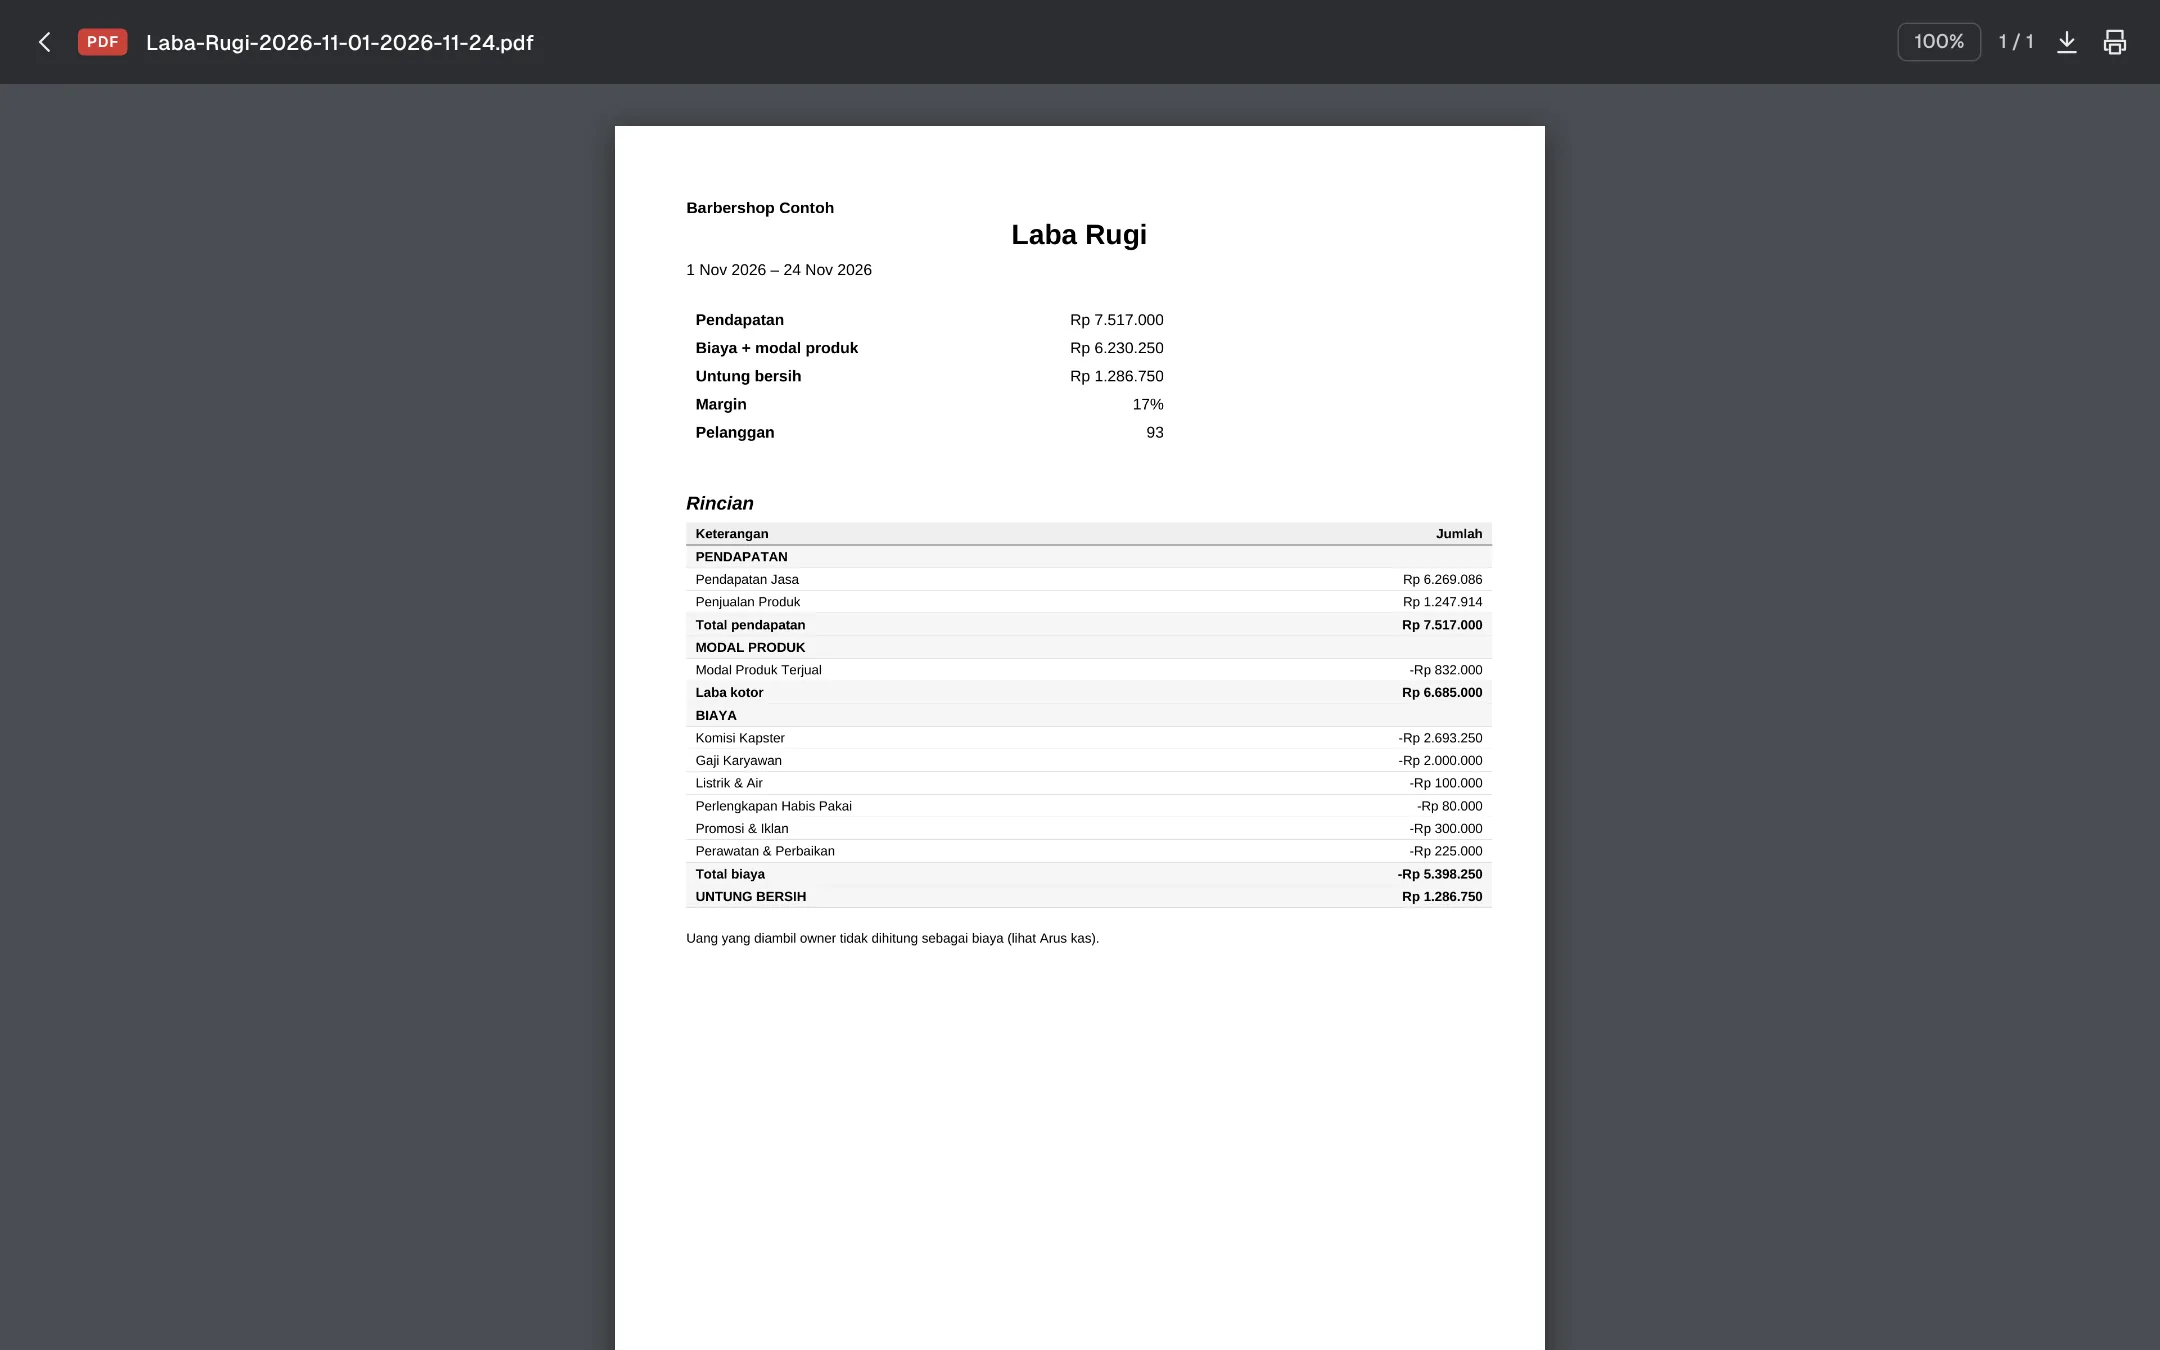 PDF Laba-Rugi-2026-11-01-2026-11-24.pdf 100% 1 / 1
Barbershop Contoh
Laba Rugi
1 Nov 2026 – 24 Nov 2026
Pendapatan Rp 7.517.000
Biaya + modal produk Rp 6.230.250
Untung bersih Rp 1.286.750
Margin 17%
Pelanggan 93
Rincian
Keterangan Jumlah
PENDAPATAN
Pendapatan Jasa Rp 6.269.086
Penjualan Produk Rp 1.247.914
Total pendapatan Rp 7.517.000
MODAL PRODUK
Modal Produk Terjual -Rp 832.000
Laba kotor Rp 6.685.000
BIAYA
Komisi Kapster -Rp 2.693.250
Gaji Karyawan -Rp 2.000.000
Listrik & Air -Rp 100.000
Perlengkapan Habis Pakai -Rp 80.000
Promosi & Iklan -Rp 300.000
Perawatan & Perbaikan -Rp 225.000
Total biaya -Rp 5.398.250
UNTUNG BERSIH Rp 1.286.750
Uang yang diambil owner tidak dihitung sebagai biaya (lihat Arus kas).